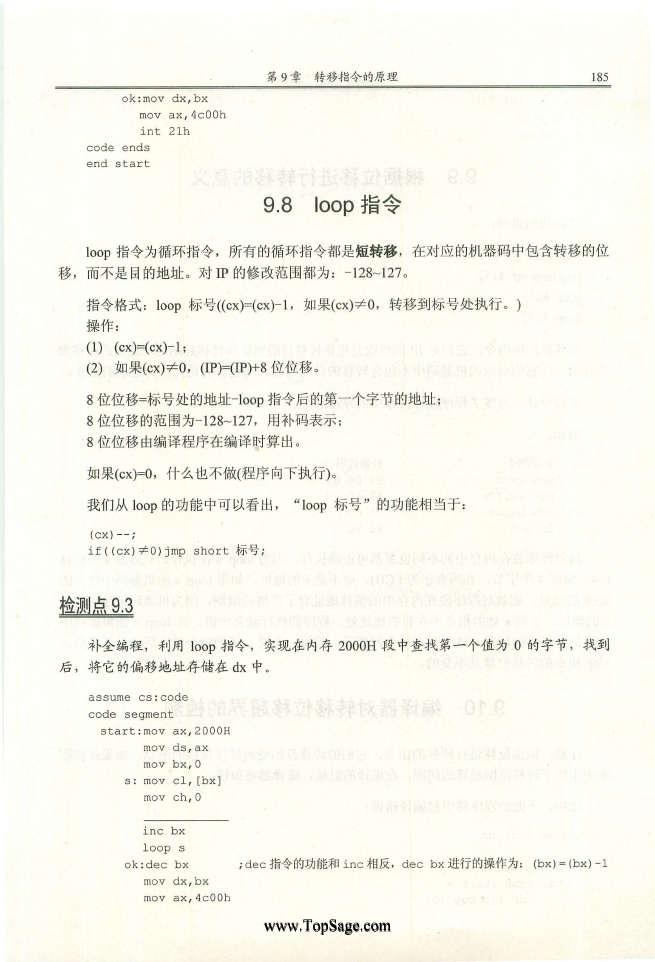 第9章 转移指令的原理 185
ok:mov dx,bx
mov ax,4c00h
int 21h
code ends
end start
9.8 loop 指令
loop 指令为循环指令，所有的循环指令都是短转移，在对应的机器码中包含转移的位
移，而不是目的地址。对 IP 的修改范围都为：-128~127。
指令格式：loop 标号((cx)=(cx)-1，如果(cx)≠0，转移到标号处执行。)
操作：
(1) (cx)=(cx)-1;
(2) 如果(cx)≠0，(IP)=(IP)+8 位位移。
8 位位移=标号处的地址-loop 指令后的第一个字节的地址;
8 位位移的范围为-128~127，用补码表示;
8 位位移由编译程序在编译时算出。
如果(cx)=0，什么也不做(程序向下执行)。
我们从 loop 的功能中可以看出，“loop 标号”的功能相当于：
(cx)--;
if((cx)≠0)jmp short 标号;
检测点 9.3
补全编程，利用 loop 指令，实现在内存 2000H 段中查找第一个值为 0 的字节，找到
后，将它的偏移地址存储在 dx 中。
assume cs:code
code segment
start:mov ax,2000H
mov ds,ax
mov bx,0
s: mov cl,[bx]
mov ch,0
____________
inc bx
loop s
ok:dec bx ;dec 指令的功能和 inc 相反，dec bx 进行的操作为：(bx)=(bx)-1
mov dx,bx
mov ax,4c00h
www.TopSage.com